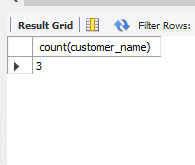 Result Grid Filter Rows:
count(customer_name)
3